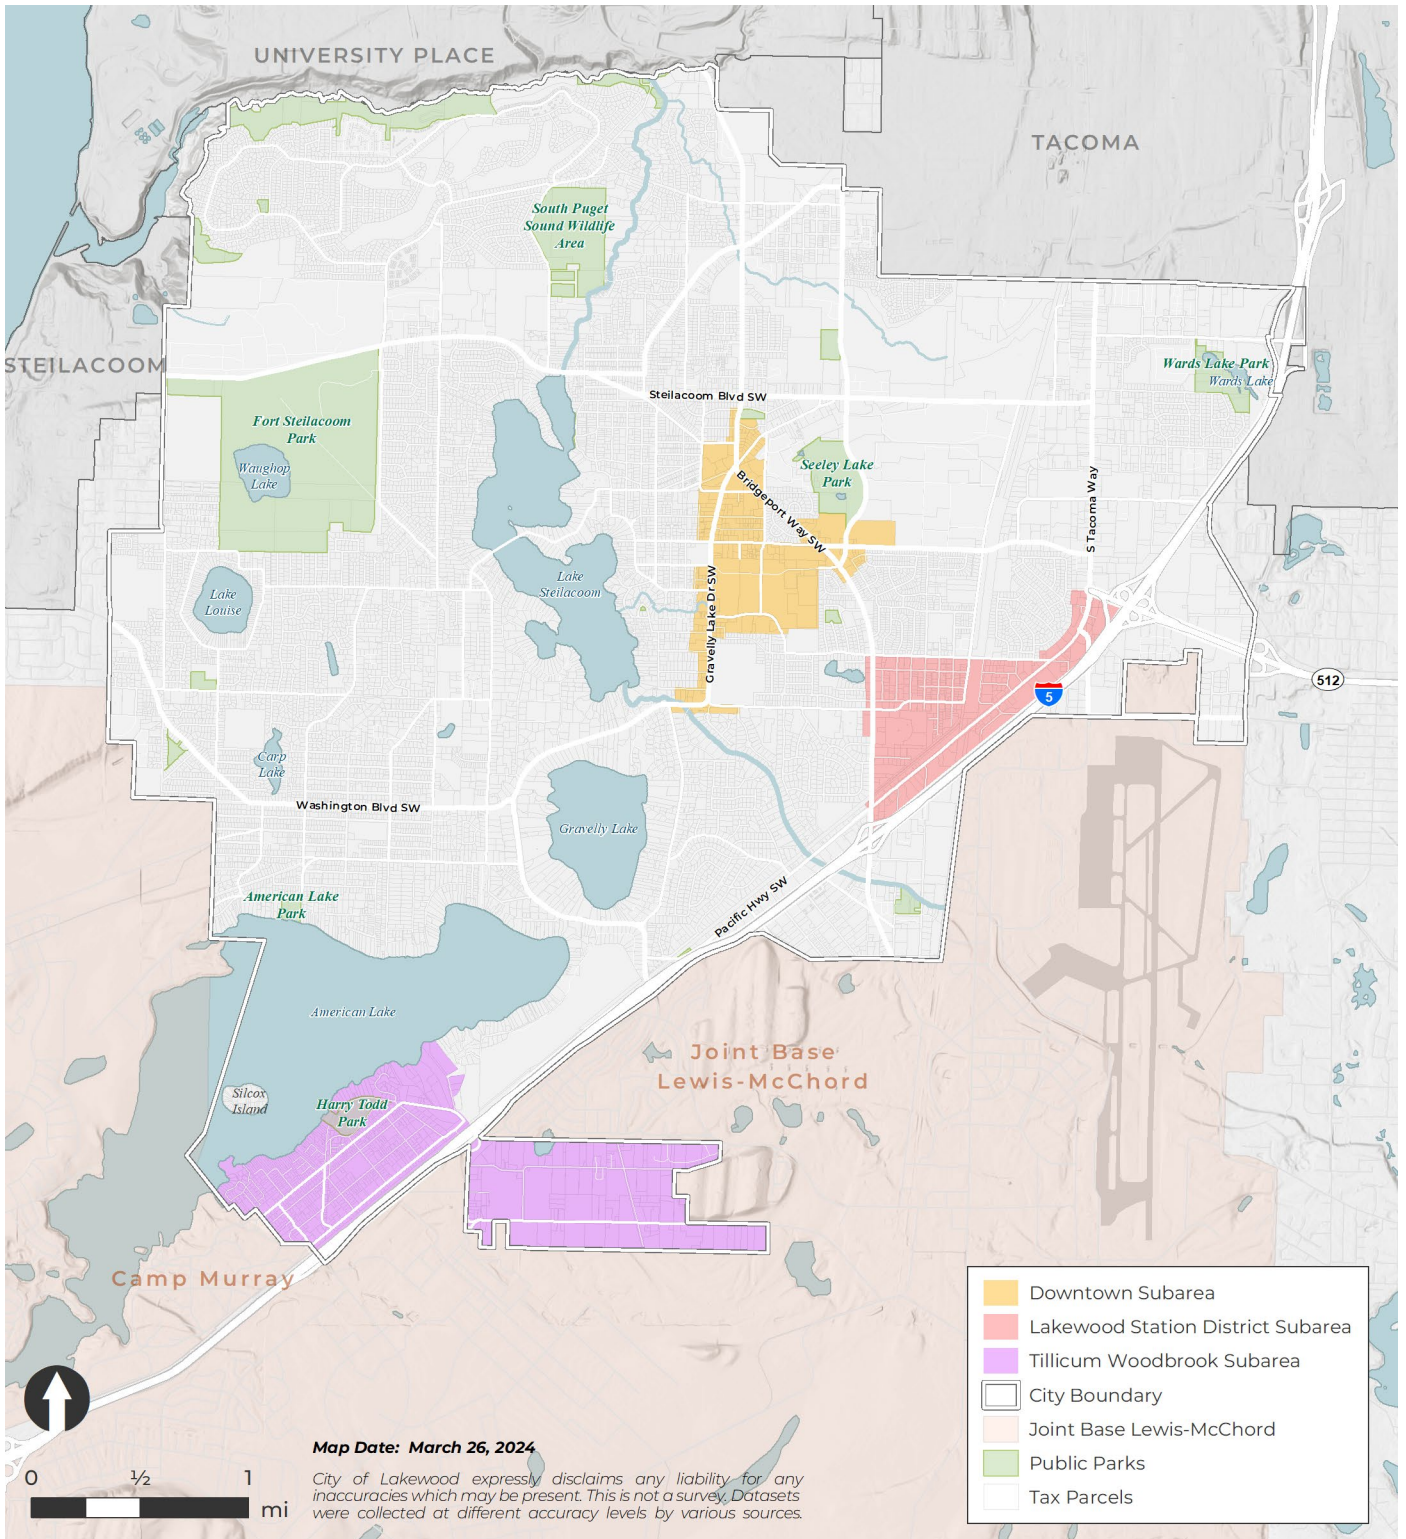 UNIVERSITY PLACE
TACOMA
South Puget
Sound Wildlife
Area
STEILACOOM
Wards Lake Park
Wards Lake
Steilacoom Blvd SW
Fort Steilacoom
Park
Waughop
Lake
Seeley Lake
Park
Bridgeport Way SW
S Tacoma Way
Lake
Louise
Lake
Steilacoom
Gravelly Lake Dr SW
512
5
Carp
Lake
Washington Blvd SW
Gravelly Lake
American Lake
Park
Pacific Hwy SW
American Lake
Joint Base
Lewis-McChord
Silcox
Island
Harry Todd
Park
Camp Murray
Downtown Subarea
Lakewood Station District Subarea
Tillicum Woodbrook Subarea
City Boundary
Joint Base Lewis-McChord
Public Parks
Tax Parcels
Map Date: March 26, 2024
City of Lakewood expressly disclaims any liability for any
inaccuracies which may be present. This is not a survey. Datasets
were collected at different accuracy levels by various sources.
0 ½ 1
mi